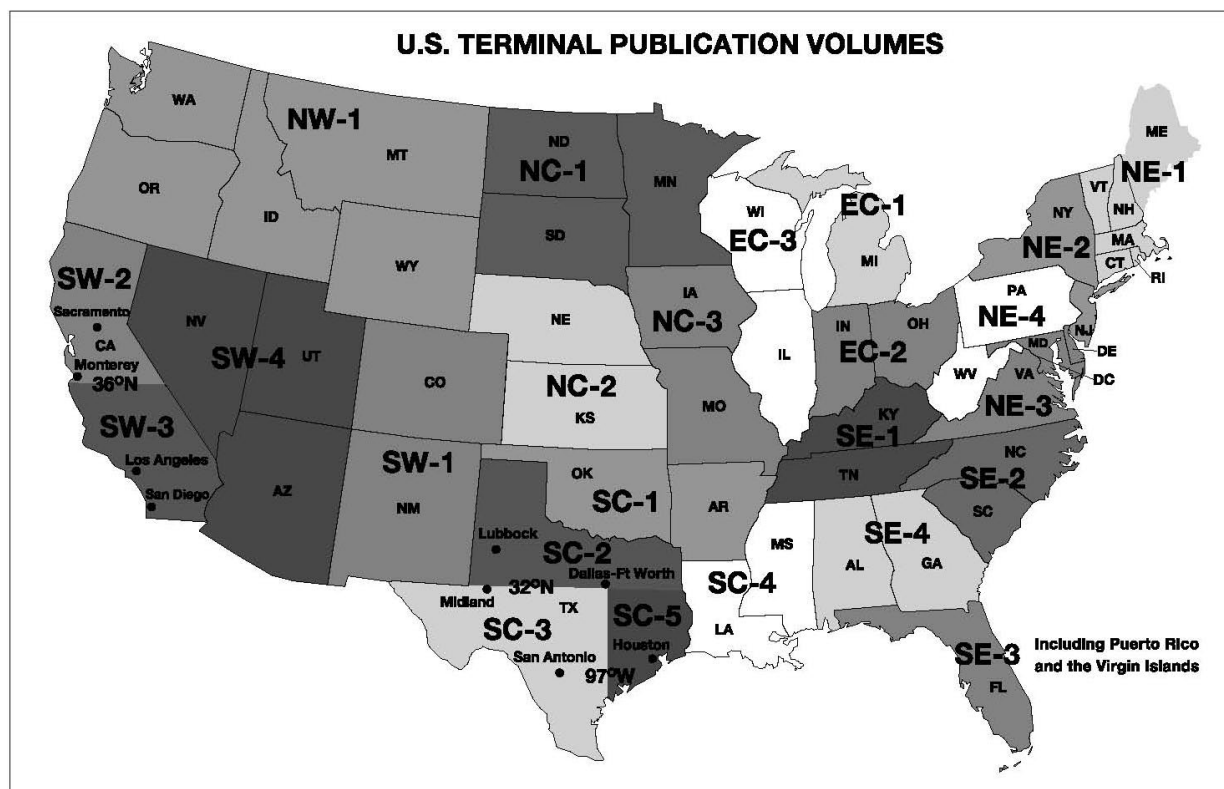 U.S. TERMINAL PUBLICATION VOLUMES
WA
NW-1
MT
ND
NC-1
MN
ME
NE-1
VT
NH
NY
MA
NE-2
CT
RI
OR
ID
WY
SD
WI
EC-3
EC-1
MI
SW-2
Sacramento
CA
Monterey
36°N
NV
SW-4
UT
CO
NE
NC-2
KS
IA
NC-3
MO
IL
IN
OH
EC-2
PA
NE-4
NJ
MD
DE
DC
WV
VA
NE-3
KY
SE-1
TN
NC
SE-2
SC
SW-3
Los Angeles
San Diego
AZ
SW-1
NM
OK
SC-1
AR
Lubbock
SC-2
Dallas-Ft Worth
Midland
32°N
TX
SC-3
San Antonio
97°W
SC-5
Houston
MS
SC-4
LA
SE-4
AL
GA
SE-3
FL
Including Puerto Rico
and the Virgin Islands